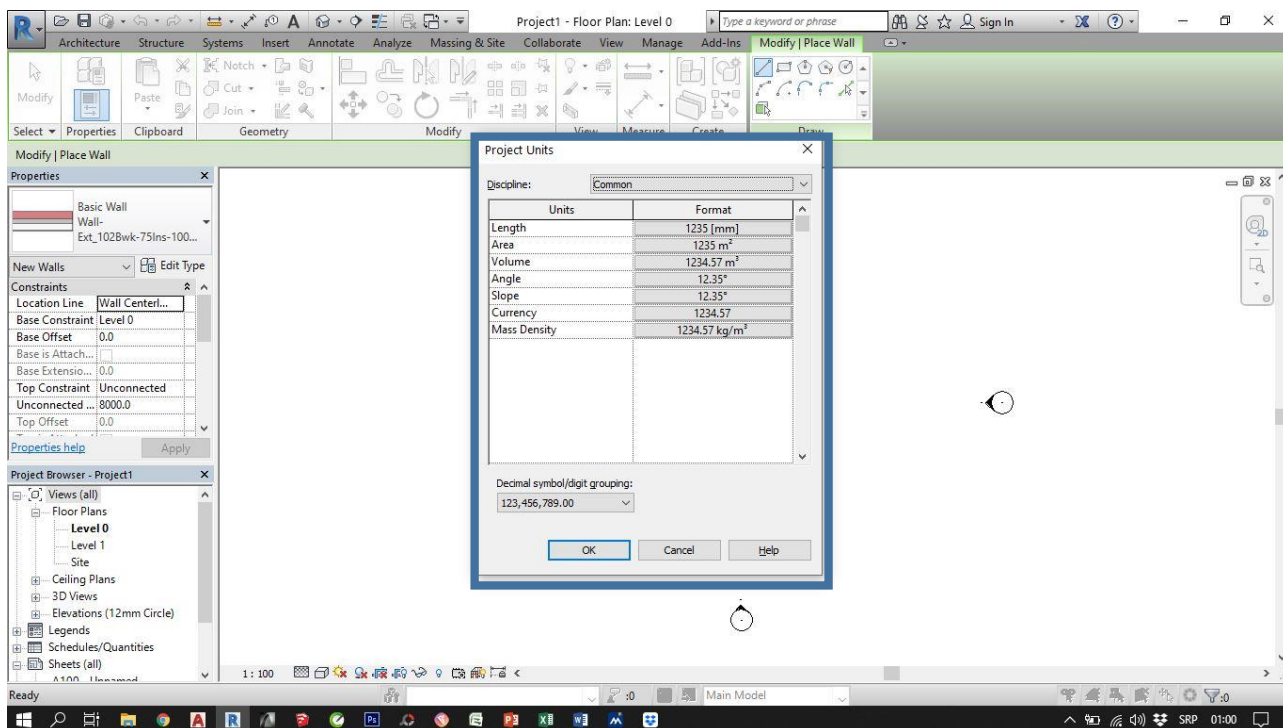 Project1 - Floor Plan: Level 0
Type a keyword or phrase
Sign In
Architecture Structure Systems Insert Annotate Analyze Massing & Site Collaborate View Manage Add-Ins Modify | Place Wall
Modify
Paste
Notch
Cut
Join
Select Properties Clipboard Geometry Modify View Measure Create Draw
Modify | Place Wall
Properties
Basic Wall
Wall-
Ext_102Bwk-75Ins-100...
New Walls Edit Type
Constraints
Location Line Wall Centerl...
Base Constraint Level 0
Base Offset 0.0
Base is Attach...
Base Extensio... 0.0
Top Constraint Unconnected
Unconnected ... 8000.0
Top Offset 0.0
Properties help Apply
Project Browser - Project1
Views (all)
Floor Plans
Level 0
Level 1
Site
Ceiling Plans
3D Views
Elevations (12mm Circle)
Legends
Schedules/Quantities
Sheets (all)
A100 Unnamed
Project Units
Discipline: Common
Units Format
Length 1235 [mm]
Area 1235 m²
Volume 1234.57 m³
Angle 12.35°
Slope 12.35°
Currency 1234.57
Mass Density 1234.57 kg/m³
Decimal symbol/digit grouping:
123,456,789.00
OK Cancel Help
2D
1 : 100
Ready :0 Main Model :0
SRP 01:00